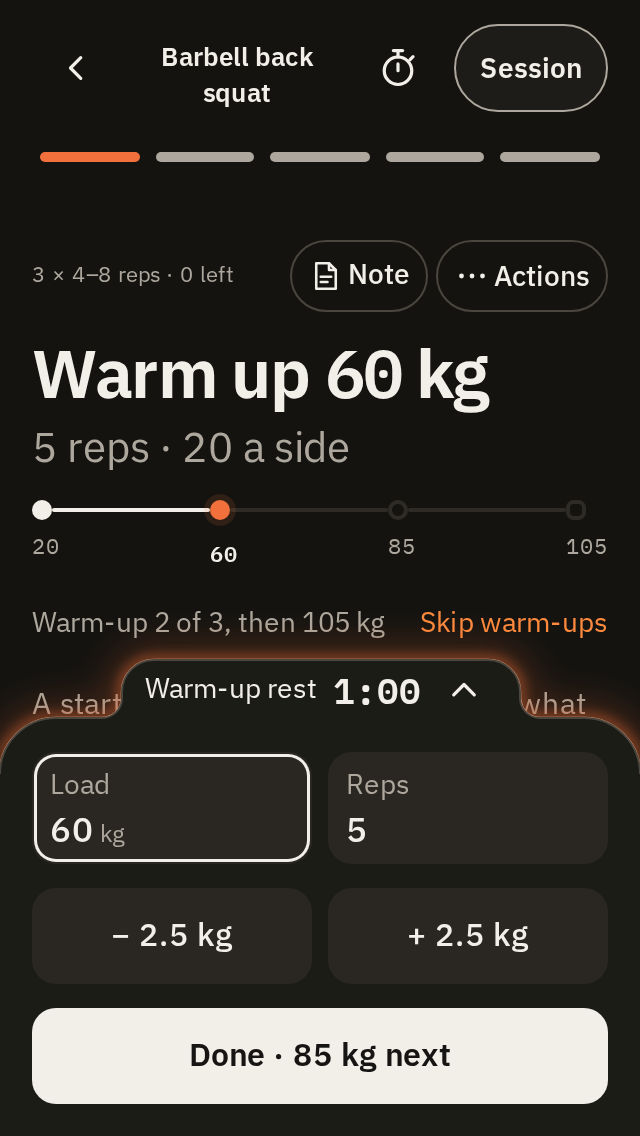 Barbell back
squat
Session
3 × 4–8 reps · 0 left
Note
··· Actions
Warm up 60 kg
5 reps · 20 a side
20 60 85 105
Warm-up 2 of 3, then 105 kg
Skip warm-ups
A start
what
Warm-up rest 1:00
Load
60 kg
Reps
5
− 2.5 kg
+ 2.5 kg
Done · 85 kg next